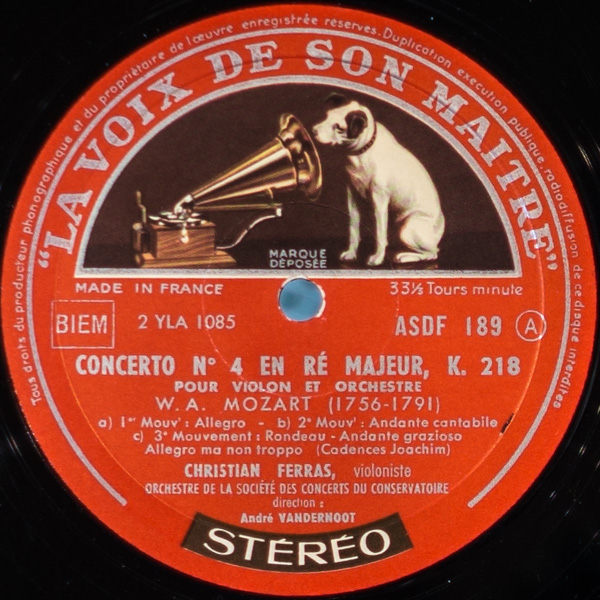 Tous droits du producteur phonographique et du propriétaire de l'œuvre enregistrée réservés-Duplication exécution publique, radiodiffusion de ce disque interdites
"LA VOIX DE SON MAITRE"
MARQUE
DÉPOSÉE
MADE IN FRANCE
33⅓ Tours minute
BIEM
2 YLA 1085
ASDF 189
A
CONCERTO N° 4 EN RÉ MAJEUR, K. 218
POUR VIOLON ET ORCHESTRE
W. A. MOZART (1756-1791)
a) 1er Mouvt : Allegro - b) 2e Mouvt : Andante cantabile
c) 3e Mouvement : Rondeau - Andante grazioso
Allegro ma non troppo (Cadences Joachim)
CHRISTIAN FERRAS, violoniste
ORCHESTRE DE LA SOCIÉTÉ DES CONCERTS DU CONSERVATOIRE
direction :
André VANDERNOOT
STÉRÉO